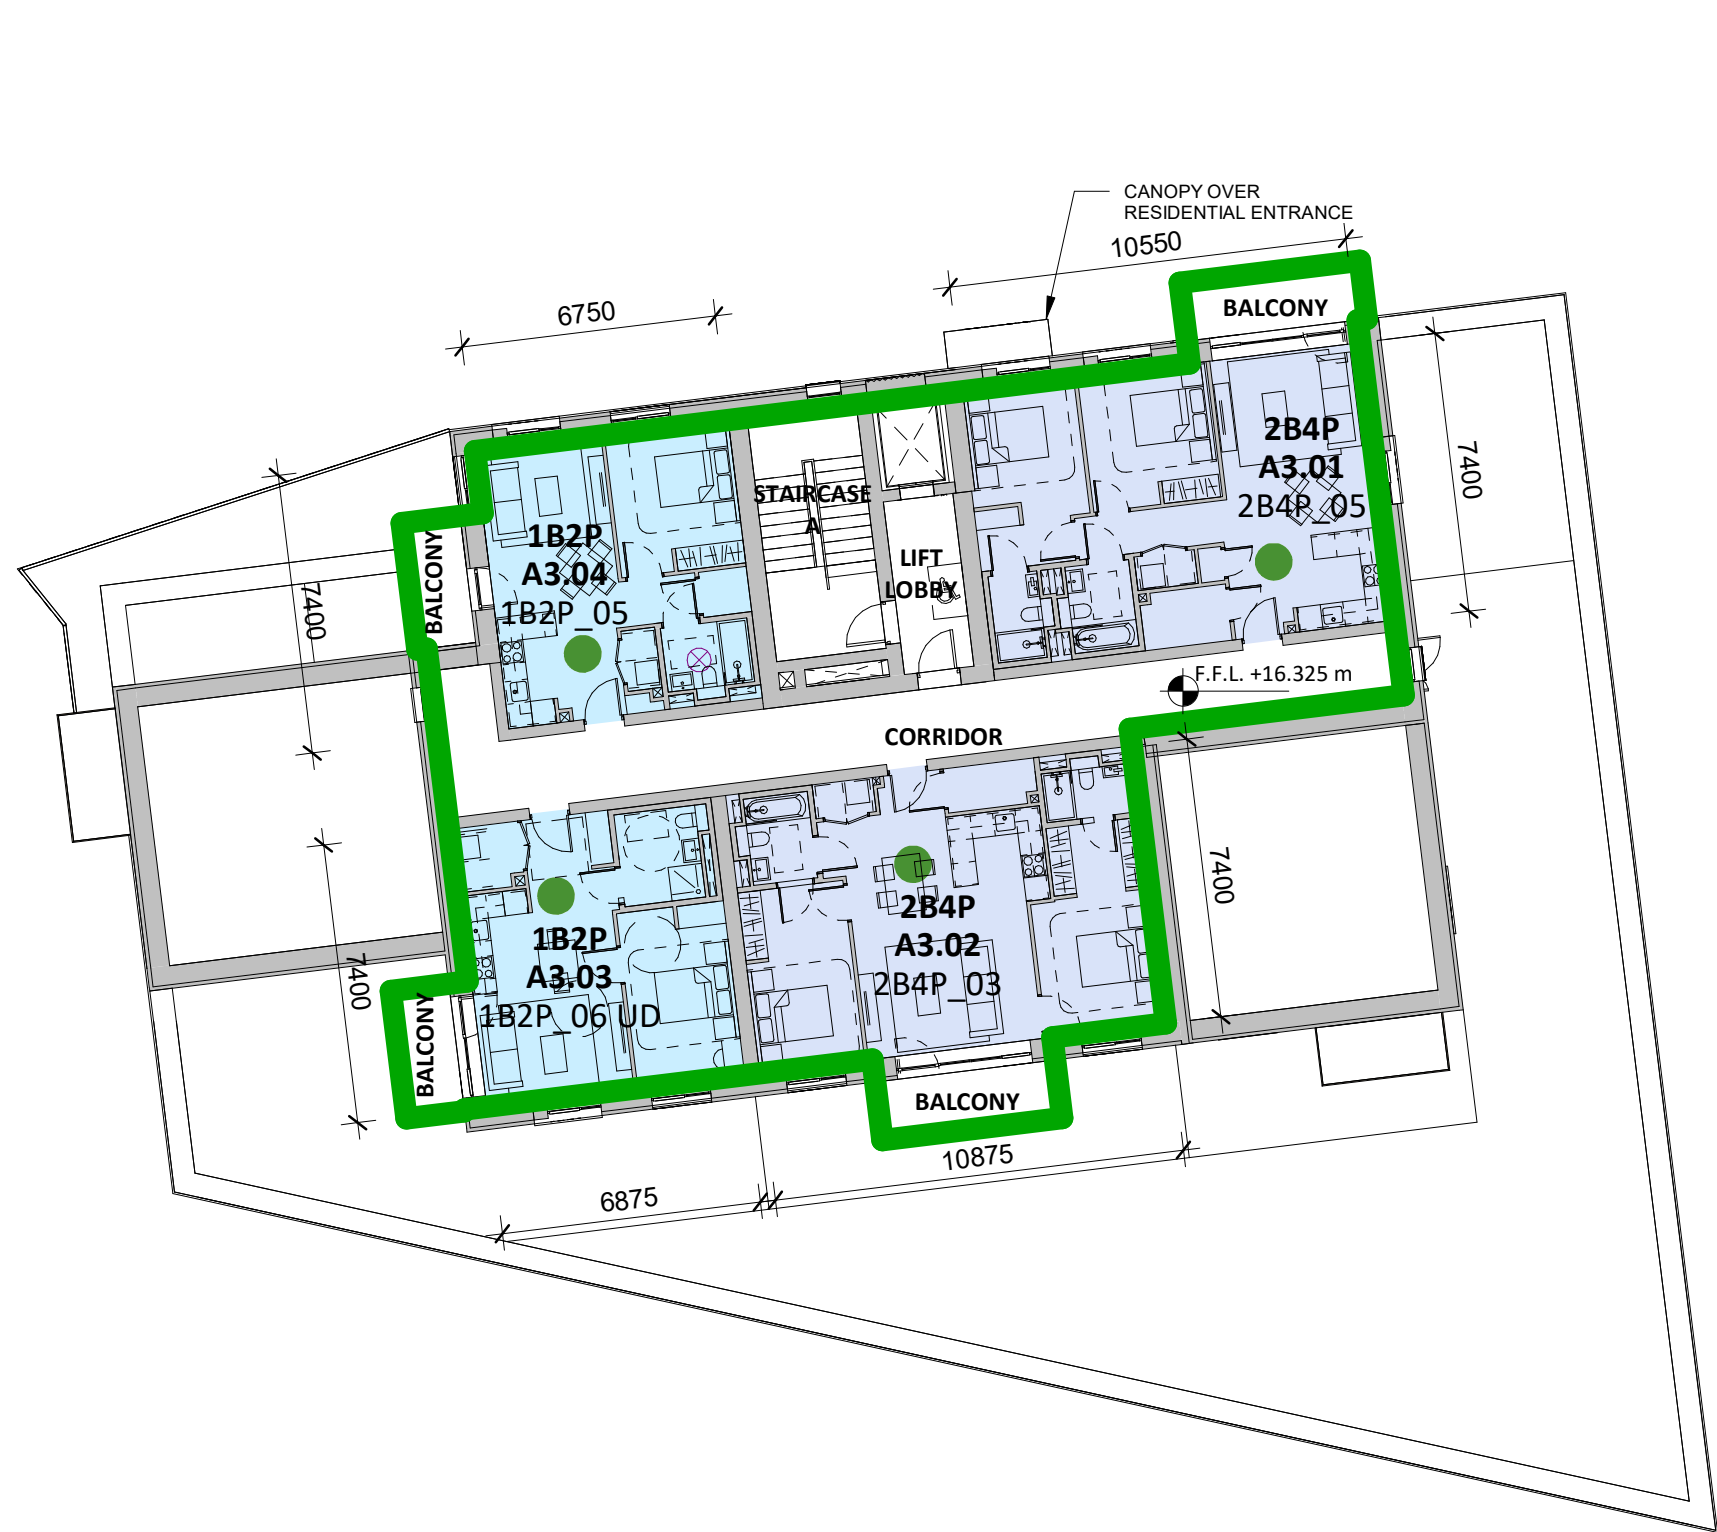 CANOPY OVER
RESIDENTIAL ENTRANCE
10550
6750
BALCONY
2B4P
A3.01
2B4P_05
7400
STAIRCASE
A
1B2P
A3.04
1B2P_05
BALCONY
7400
LIFT
LOBBY
F.F.L. +16.325 m
CORRIDOR
7400
2B4P
A3.02
2B4P_03
1B2P
A3.03
1B2P_06 UD
7400
BALCONY
BALCONY
10875
6875